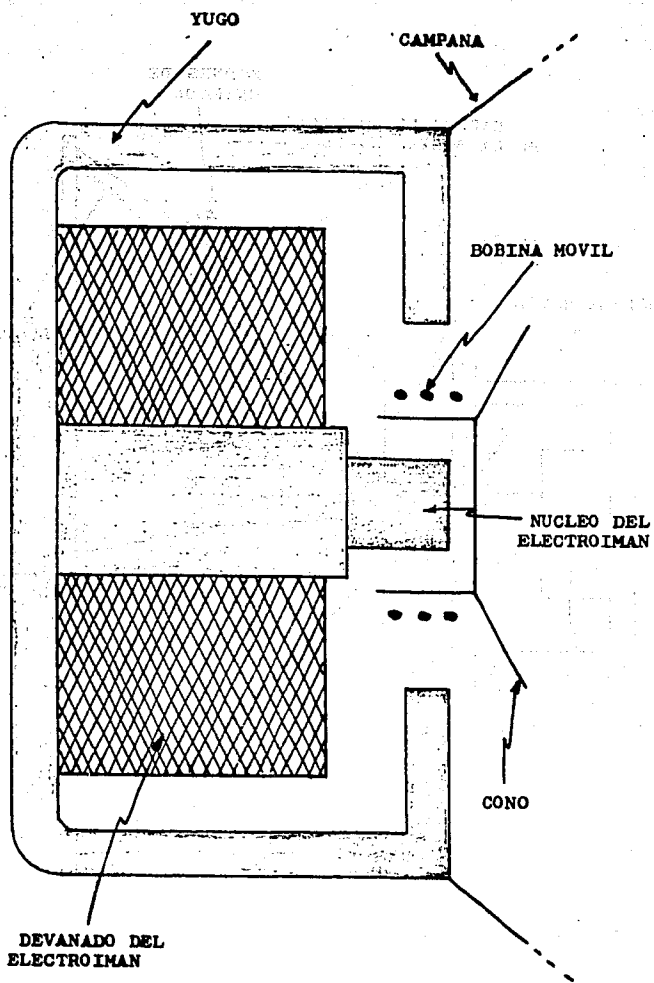 YUGO
CAMPANA
BOBINA MOVIL
NUCLEO DEL
ELECTROIMAN
CONO
DEVANADO DEL
ELECTROIMAN